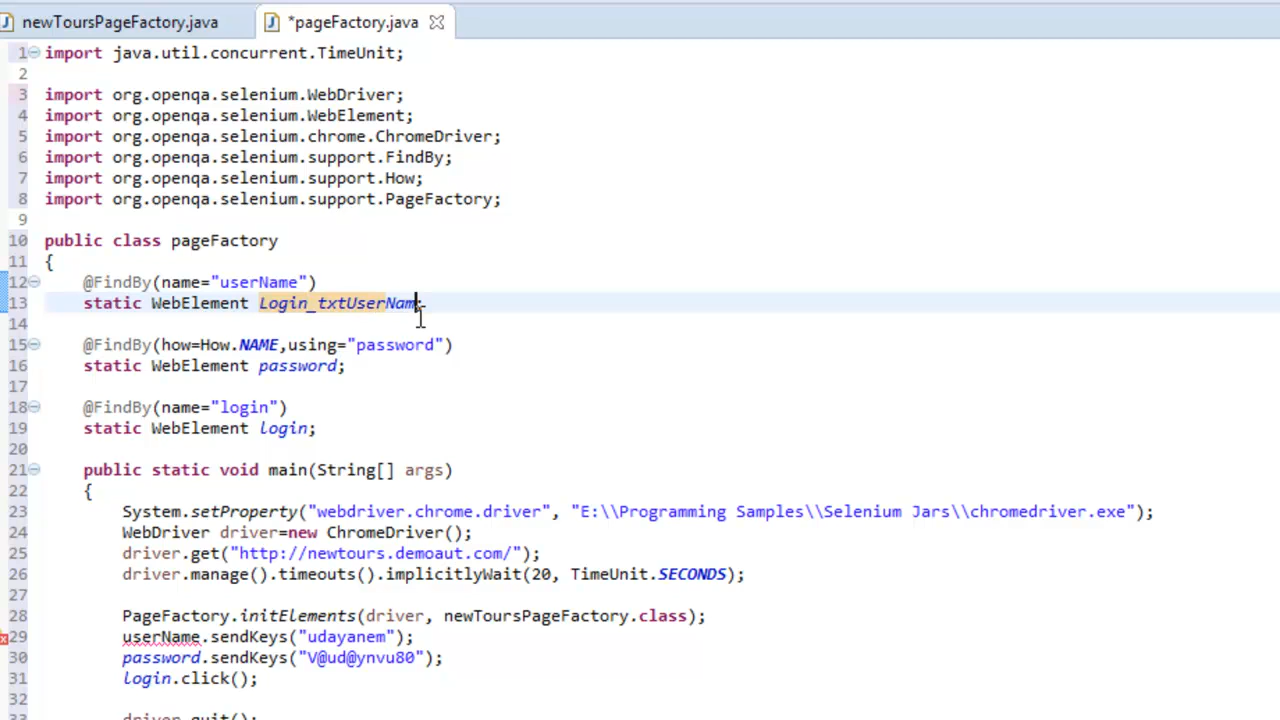 newToursPageFactory.java *pageFactory.java
1 import java.util.concurrent.TimeUnit;
2
3 import org.openqa.selenium.WebDriver;
4 import org.openqa.selenium.WebElement;
5 import org.openqa.selenium.chrome.ChromeDriver;
6 import org.openqa.selenium.support.FindBy;
7 import org.openqa.selenium.support.How;
8 import org.openqa.selenium.support.PageFactory;
9
10 public class pageFactory
11 {
12 @FindBy(name="userName")
13 static WebElement Login_txtUserNam;
14
15 @FindBy(how=How.NAME,using="password")
16 static WebElement password;
17
18 @FindBy(name="login")
19 static WebElement login;
20
21 public static void main(String[] args)
22 {
23 System.setProperty("webdriver.chrome.driver", "E:\\Programming Samples\\Selenium Jars\\chromedriver.exe");
24 WebDriver driver=new ChromeDriver();
25 driver.get("http://newtours.demoaut.com/");
26 driver.manage().timeouts().implicitlyWait(20, TimeUnit.SECONDS);
27
28 PageFactory.initElements(driver, newToursPageFactory.class);
29 userName.sendKeys("udayanem");
30 password.sendKeys("V@ud@ynvu80");
31 login.click();
32
33 driver.quit();